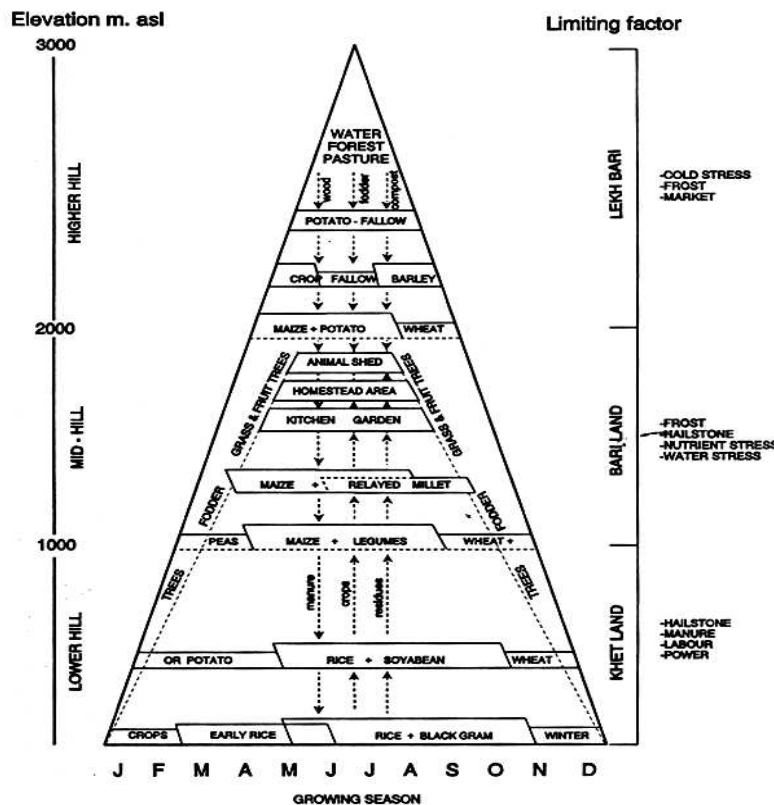 Elevation m. asl
Limiting factor
3000
2000
1000
HIGHER HILL
MID - HILL
LOWER HILL
WATER
FOREST
PASTURE
wood
fodder
compost
POTATO - FALLOW
CROP FALLOW BARLEY
MAIZE + POTATO WHEAT
ANIMAL SHED
HOMESTEAD AREA
KITCHEN GARDEN
GRASS & FRUIT TREES
GRASS & FRUIT TREES
MAIZE + RELAYED MILLET
FODDER
FODDER
PEAS MAIZE + LEGUMES WHEAT +
TREES
TREES
manure
crops
residues
OR POTATO RICE + SOYABEAN WHEAT
CROPS EARLY RICE RICE + BLACK GRAM WINTER
J F M A M J J A S O N D
GROWING SEASON
LEKH BARI
-COLD STRESS
-FROST
-MARKET
BARI LAND
-FROST
-HAILSTONE
-NUTRIENT STRESS
-WATER STRESS
KHET LAND
-HAILSTONE
-MANURE
-LABOUR
-POWER